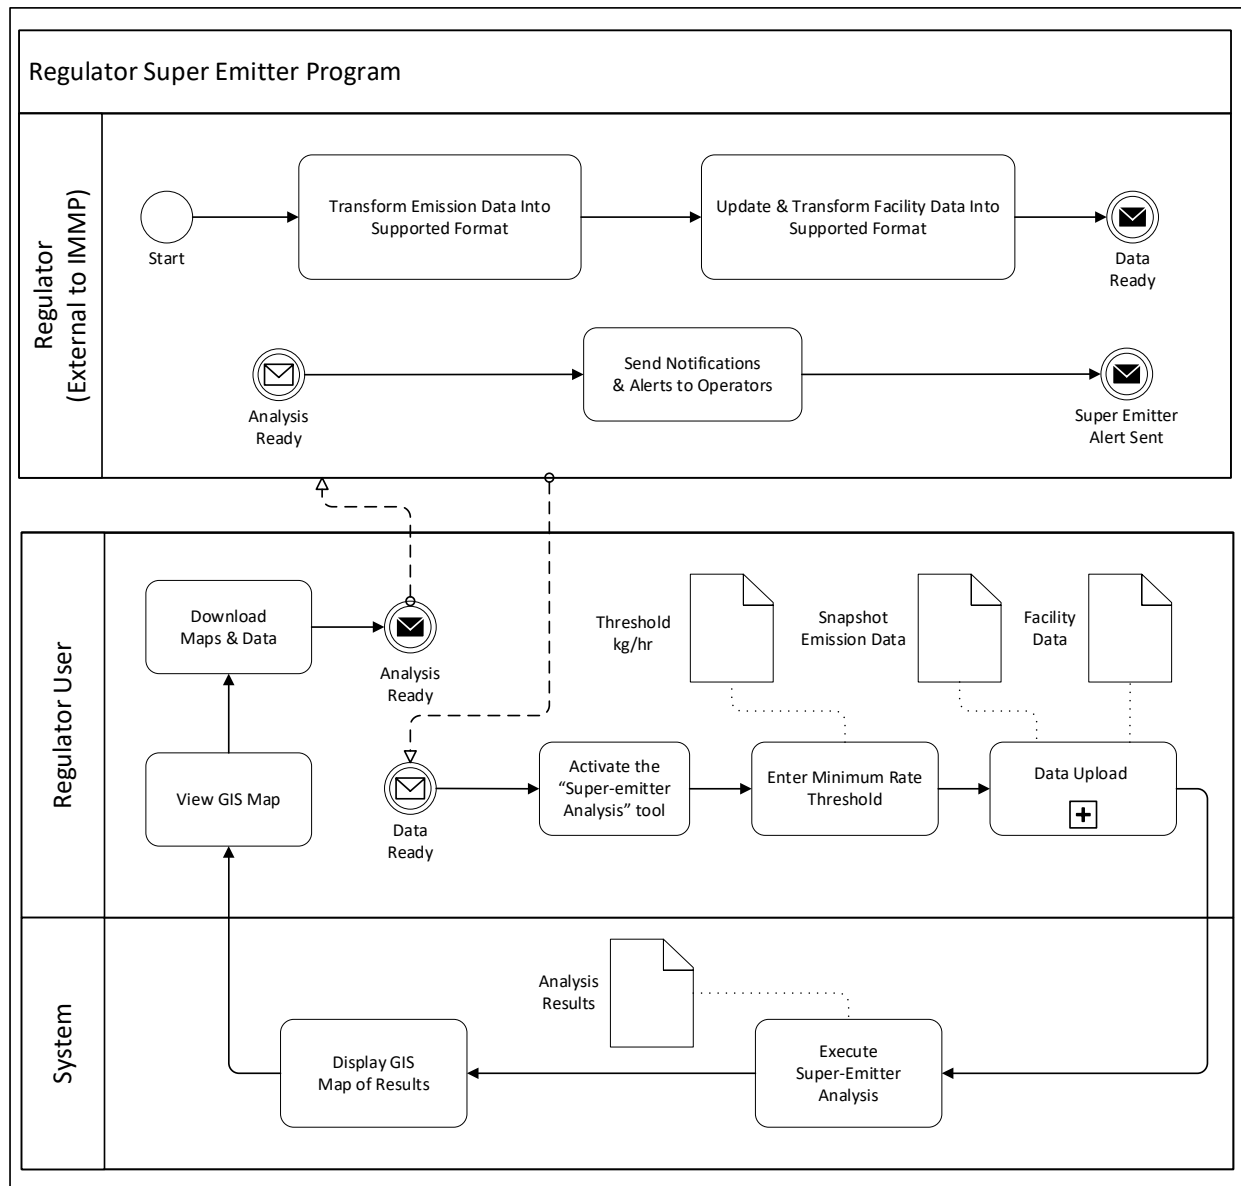 Regulator Super Emitter Program
Regulator
(External to IMMP)
Start
Transform Emission Data Into
Supported Format
Update & Transform Facility Data Into
Supported Format
Data
Ready
Analysis
Ready
Send Notifications
& Alerts to Operators
Super Emitter
Alert Sent
Regulator User
Download
Maps & Data
Analysis
Ready
Threshold
kg/hr
Snapshot
Emission Data
Facility
Data
View GIS Map
Data
Ready
Activate the
“Super-emitter
Analysis” tool
Enter Minimum Rate
Threshold
Data Upload
System
Analysis
Results
Display GIS
Map of Results
Execute
Super-Emitter
Analysis